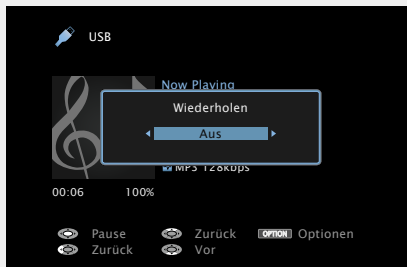 USB
Now Playing
Wiederholen
Aus
MP3 128kbps
00:06 100%
Pause Zurück OPTION Optionen
Zurück Vor